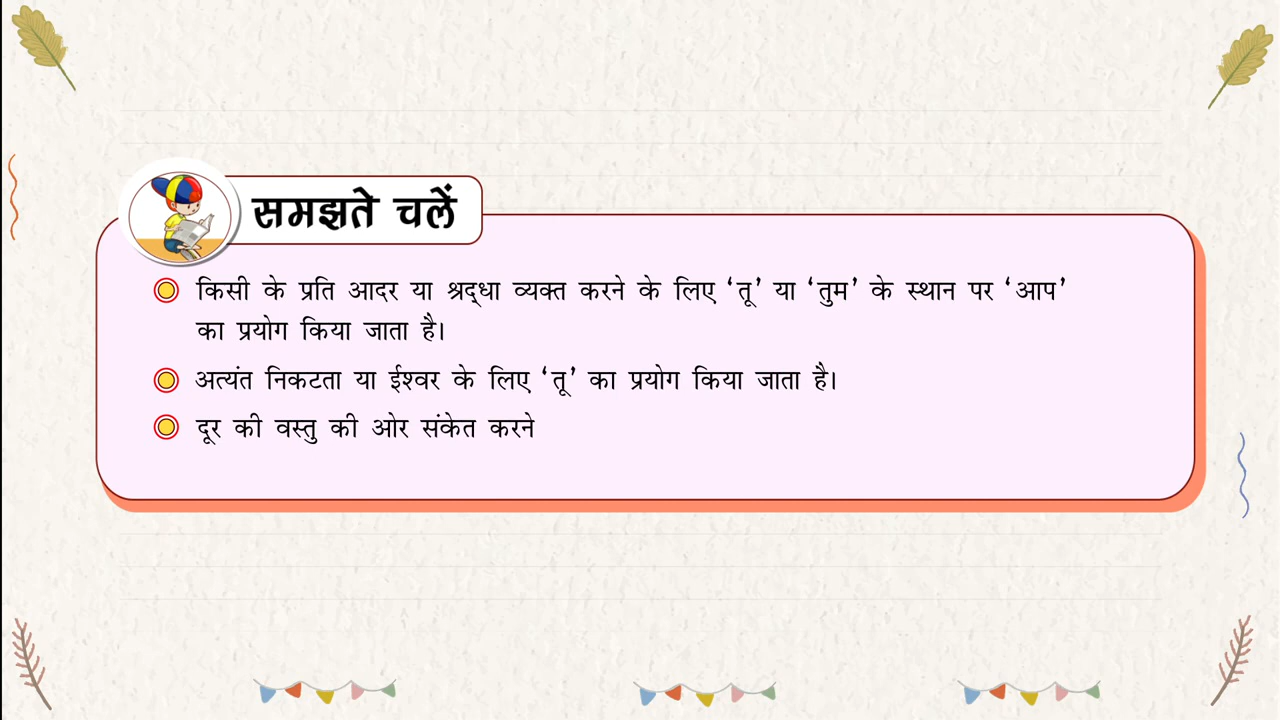 समझते चलें
किसी के प्रति आदर या श्रद्‌धा व्यक्त करने के लिए ‘तू’ या ‘तुम’ के स्थान पर ‘आप’
का प्रयोग किया जाता है।
अत्यंत निकटता या ईश्वर के लिए ‘तू’ का प्रयोग किया जाता है।
दूर की वस्तु की ओर संकेत करने